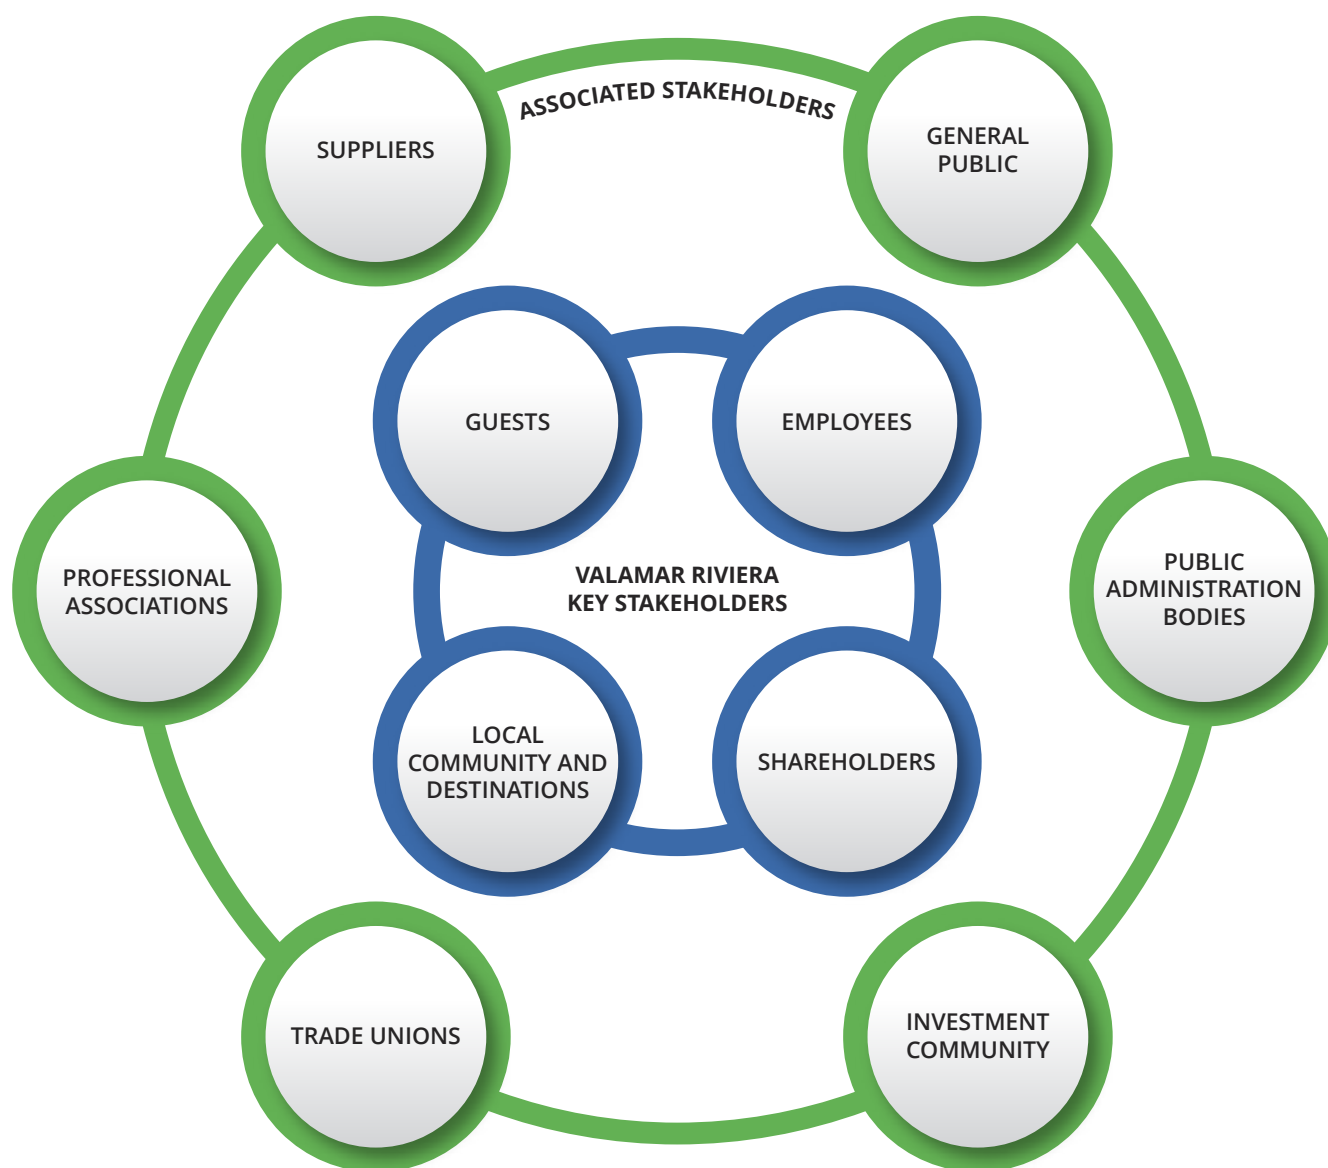 ASSOCIATED STAKEHOLDERS
SUPPLIERS
GENERAL
PUBLIC
GUESTS
EMPLOYEES
PROFESSIONAL
ASSOCIATIONS
VALAMAR RIVIERA
KEY STAKEHOLDERS
PUBLIC
ADMINISTRATION
BODIES
LOCAL
COMMUNITY AND
DESTINATIONS
SHAREHOLDERS
TRADE UNIONS
INVESTMENT
COMMUNITY